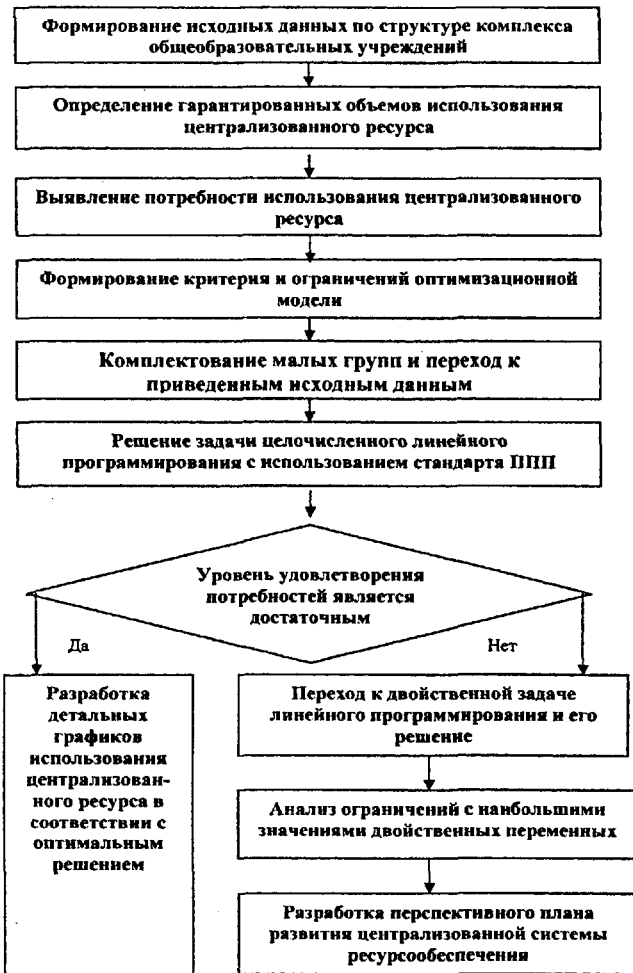 Формирование исходных данных по структуре комплекса
общеобразовательных учреждений
Определение гарантированных объемов использования
централизованного ресурса
Выявление потребности использования централизованного
ресурса
Формирование критерия и ограничений оптимизационной
модели
Комплектование малых групп и переход к
приведенным исходным данным
Решение задачи целочисленного линейного
программирования с использованием стандарта ППП
Уровень удовлетворения
потребностей является
достаточным
Да
Нет
Разработка
детальных
графиков
использования
централизован-
ного ресурса в
соответствии с
оптимальным
решением
Переход к двойственной задаче
линейного программирования и его
решение
Анализ ограничений с наибольшими
значениями двойственных переменных
Разработка перспективного плана
развития централизованной системы
ресурсообеспечения